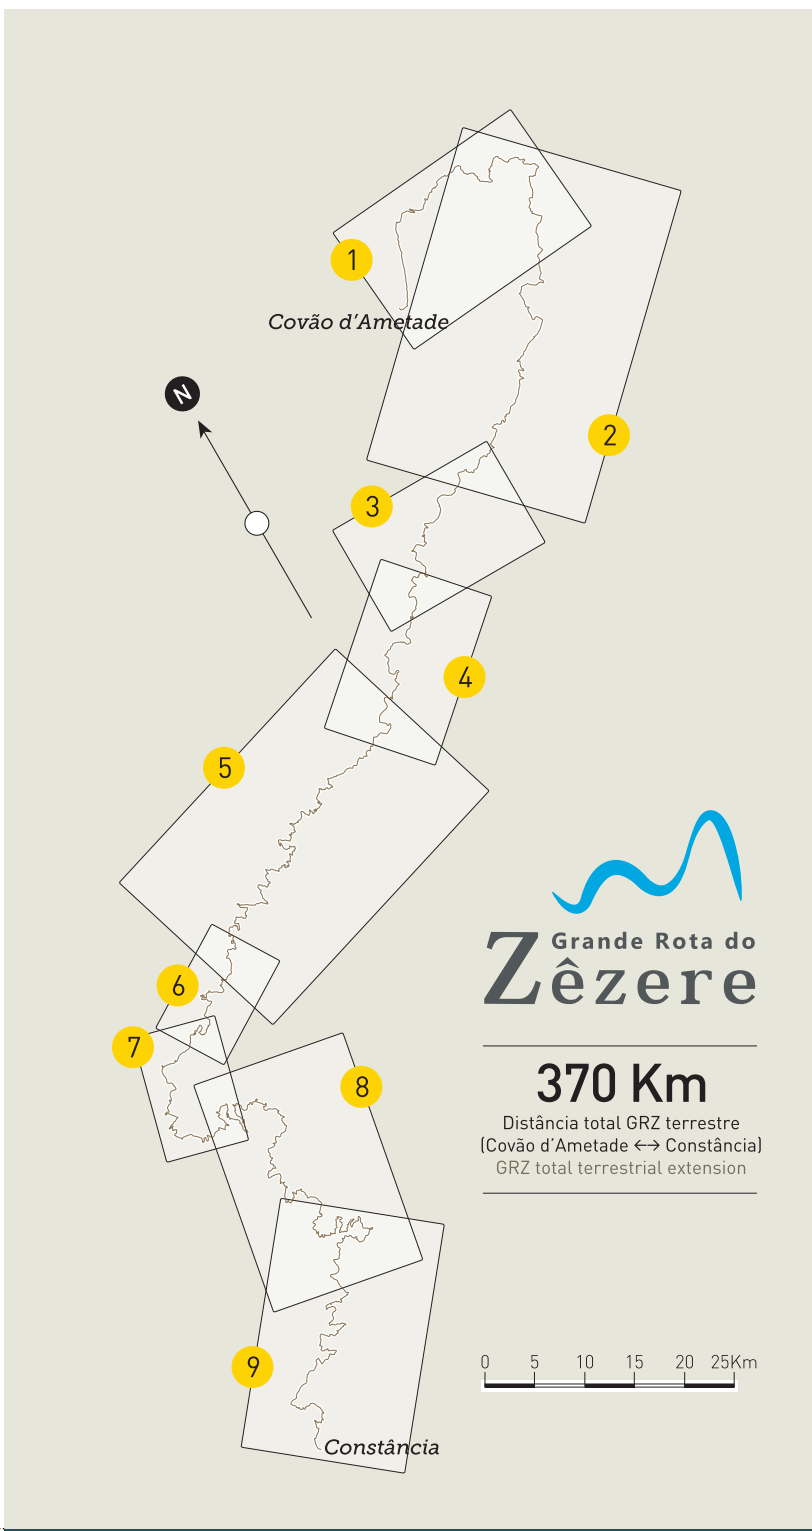 1
Covão d'Ametade
N
2
3
4
5
6
7
8
9
Constância
Grande Rota do
Zêzere
370 Km
Distância total GRZ terrestre
(Covão d'Ametade ↔ Constância)
GRZ total terrestrial extension
0 5 10 15 20 25Km